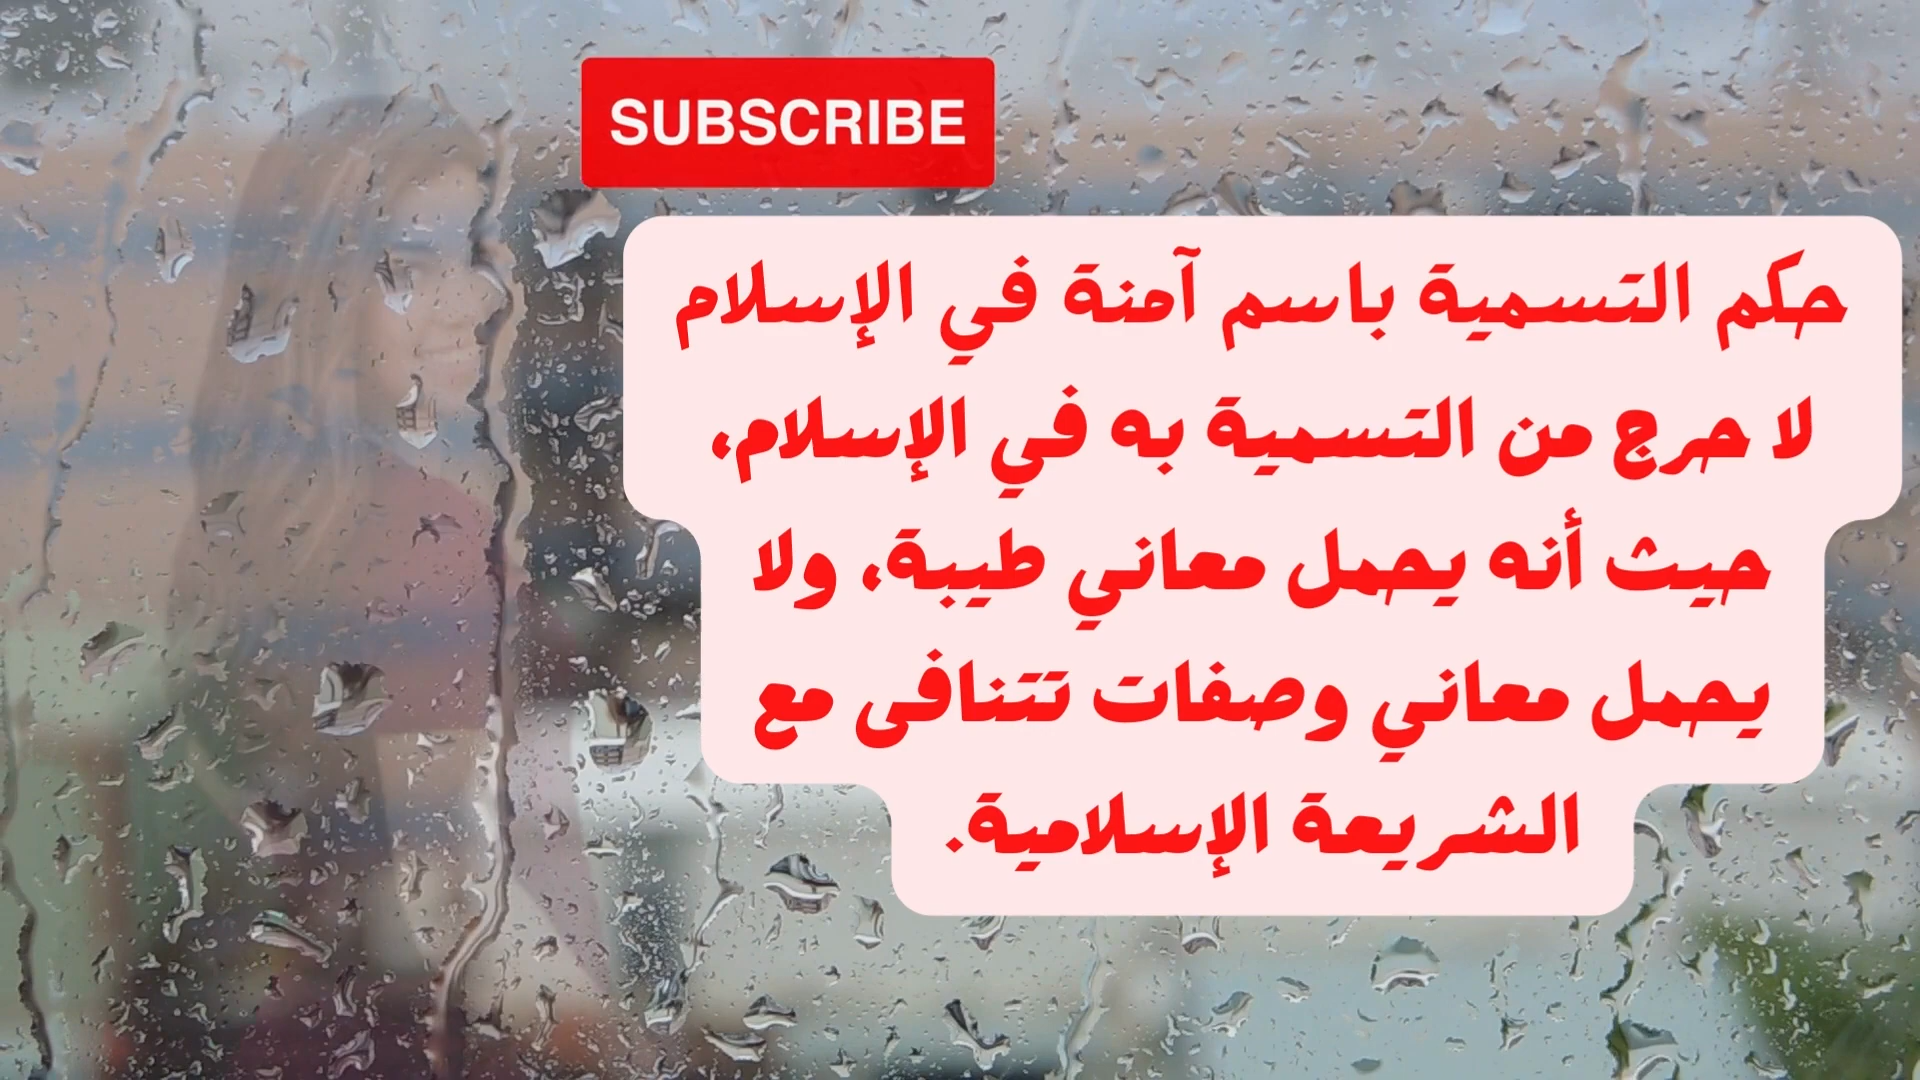 SUBSCRIBE
حكم التسمية باسم آمنة في الإسلام
لا حرج من التسمية به في الإسلام،
حيث أنه يحمل معاني طيبة، ولا
يحمل معاني وصفات تتنافى مع
الشريعة الإسلامية.